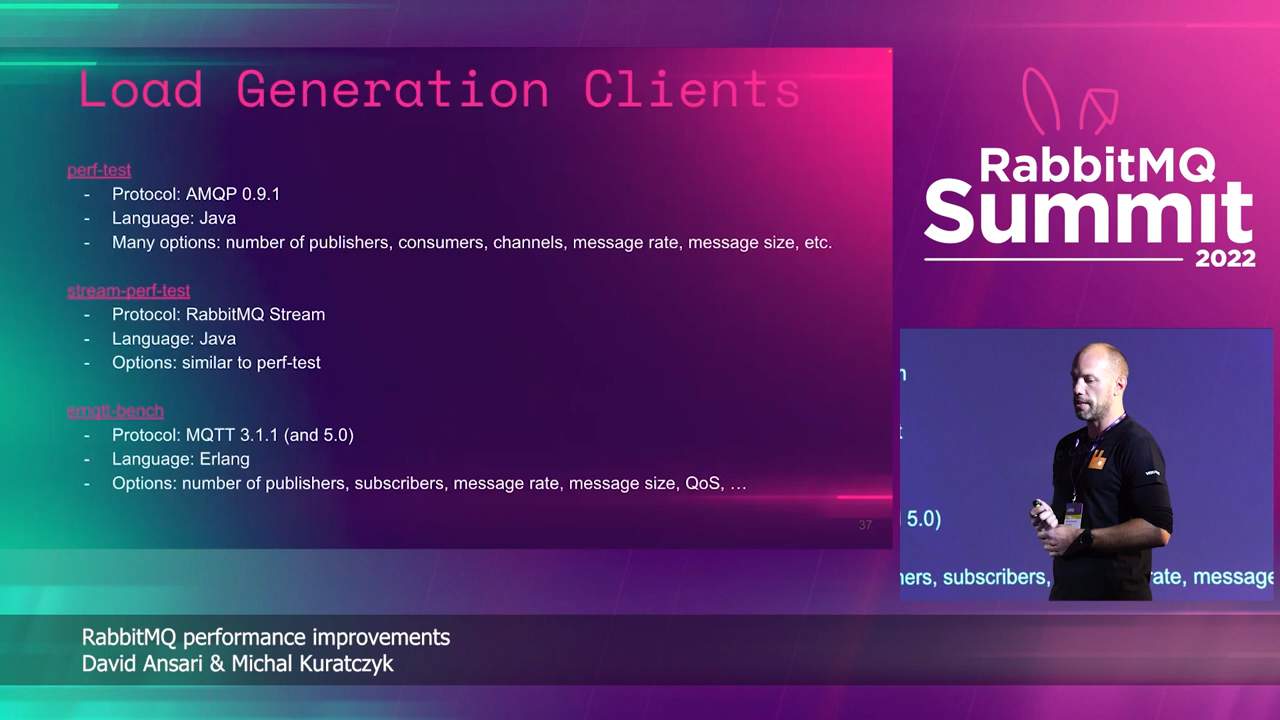 Load Generation Clients
perf-test
- Protocol: AMQP 0.9.1
- Language: Java
- Many options: number of publishers, consumers, channels, message rate, message size, etc.
stream-perf-test
- Protocol: RabbitMQ Stream
- Language: Java
- Options: similar to perf-test
emqtt-bench
- Protocol: MQTT 3.1.1 (and 5.0)
- Language: Erlang
- Options: number of publishers, subscribers, message rate, message size, QoS, …
37
RabbitMQ
Summit
2022
5.0)
hers, subscribers, rate, message
RabbitMQ performance improvements
David Ansari & Michal Kuratczyk